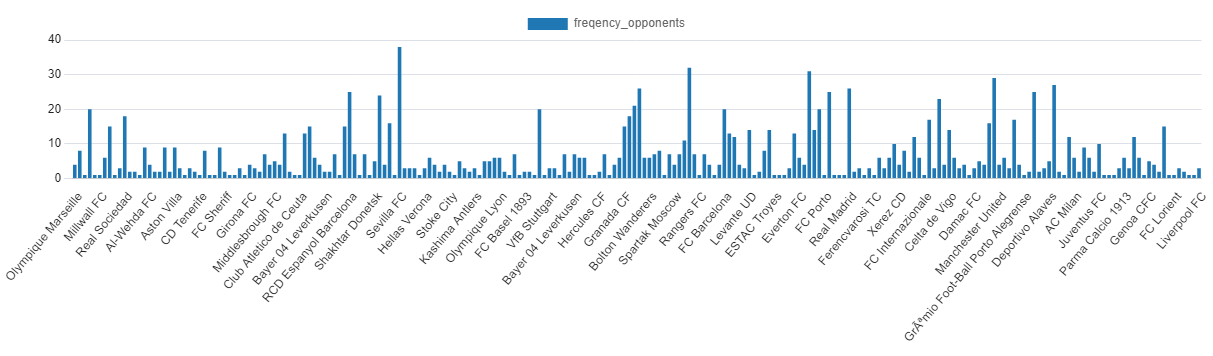 freqency_opponents
40
30
20
10
0
Olympique Marseille
Millwall FC
Real Sociedad
Al-Wehda FC
Aston Villa
CD Tenerife
FC Sheriff
Girona FC
Middlesbrough FC
Club Atletico de Ceuta
Bayer 04 Leverkusen
RCD Espanyol Barcelona
Shakhtar Donetsk
Sevilla FC
Hellas Verona
Stoke City
Kashima Antlers
Olympique Lyon
FC Basel 1893
VfB Stuttgart
Bayer 04 Leverkusen
Hercules CF
Granada CF
Bolton Wanderers
Spartak Moscow
Rangers FC
FC Barcelona
Levante UD
ESTAC Troyes
Everton FC
FC Porto
Real Madrid
Ferencvarosi TC
Xerez CD
FC Internazionale
Celta de Vigo
Damac FC
Manchester United
GrÃªmio Foot-Ball Porto Alegrense
Deportivo Alaves
AC Milan
Juventus FC
Parma Calcio 1913
Genoa CFC
FC Lorient
Liverpool FC